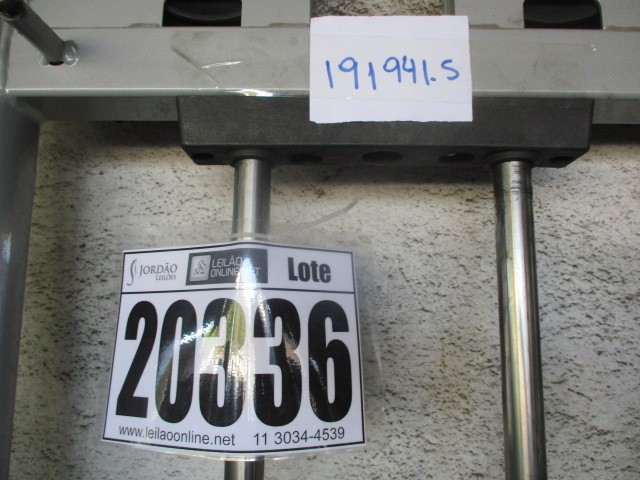 191941.5
JORDÃO
LEILÕES
LEILÃO
ONLINE.NET
Lote
20336
www.leilaoonline.net 11 3034-4539